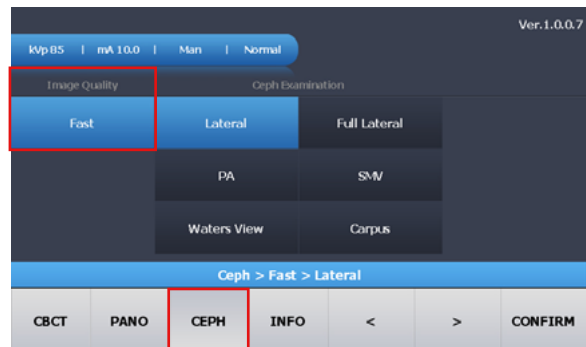 Ver.1.0.0.7
kVp 85 | mA 10.0 | Man | Normal
Image Quality Ceph Examination
Fast Lateral Full Lateral
PA SMV
Waters View Carpus
Ceph > Fast > Lateral
CBCT PANO CEPH INFO < > CONFIRM